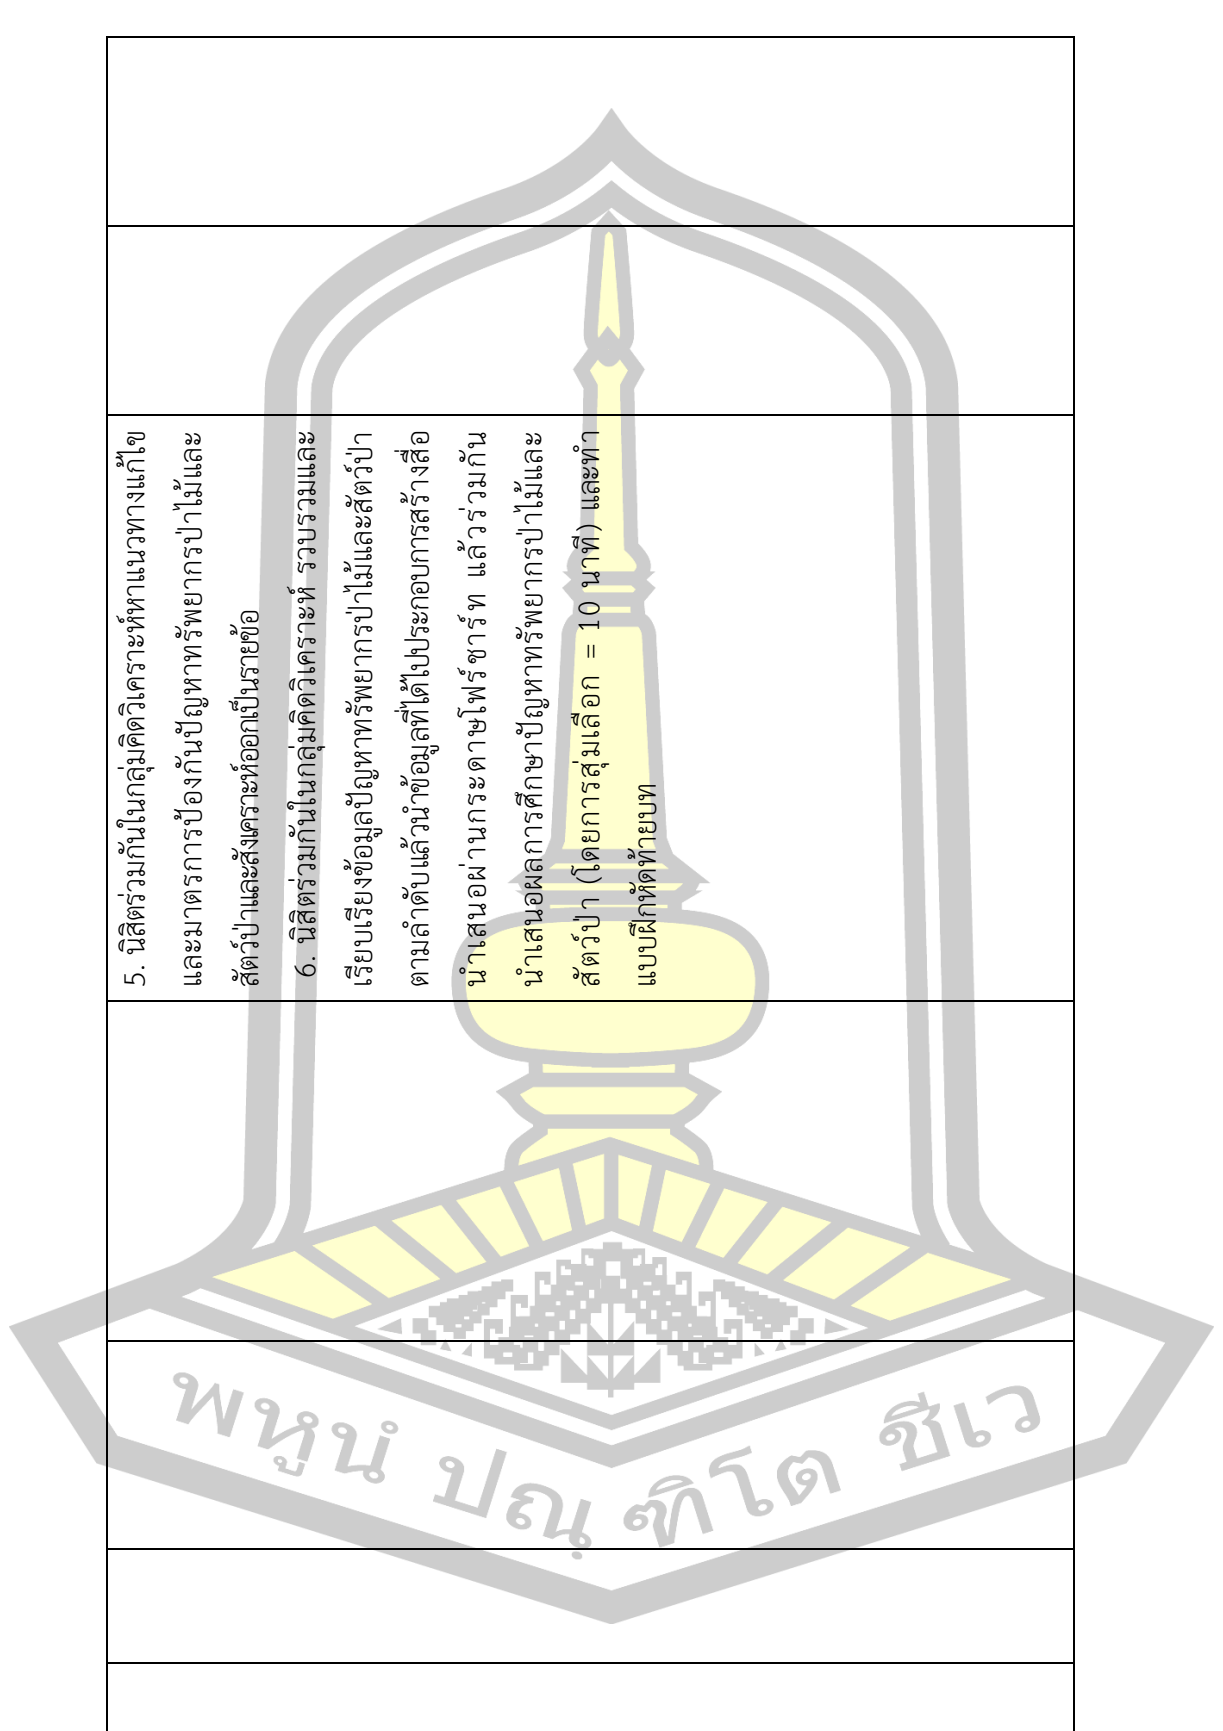 5. นิสิตร่วมกันในกลุ่มคิดวิเคราะห์หาแนวทางแก้ไข
และมาตรการป้องกันปัญหาทรัพยากรป่าไม้และ
สัตว์ป่าและสังเคราะห์ออกเป็นรายข้อ
6. นิสิตร่วมกันในกลุ่มคิดวิเคราะห์ รวบรวมและ
เรียบเรียงข้อมูลปัญหาทรัพยากรป่าไม้และสัตว์ป่า
ตามลำดับแล้วนำข้อมูลที่ได้ไปประกอบการสร้างสื่อ
นำเสนอผ่านกระดาษโฟร์ชาร์ท แล้วร่วมกัน
นำเสนอผลการศึกษาปัญหาทรัพยากรป่าไม้และ
สัตว์ป่า (โดยการสุ่มเลือก = 10 นาที) และทำ
แบบฝึกหัดท้ายบท
พหูนํ ปณฺฑิโต ชีเว